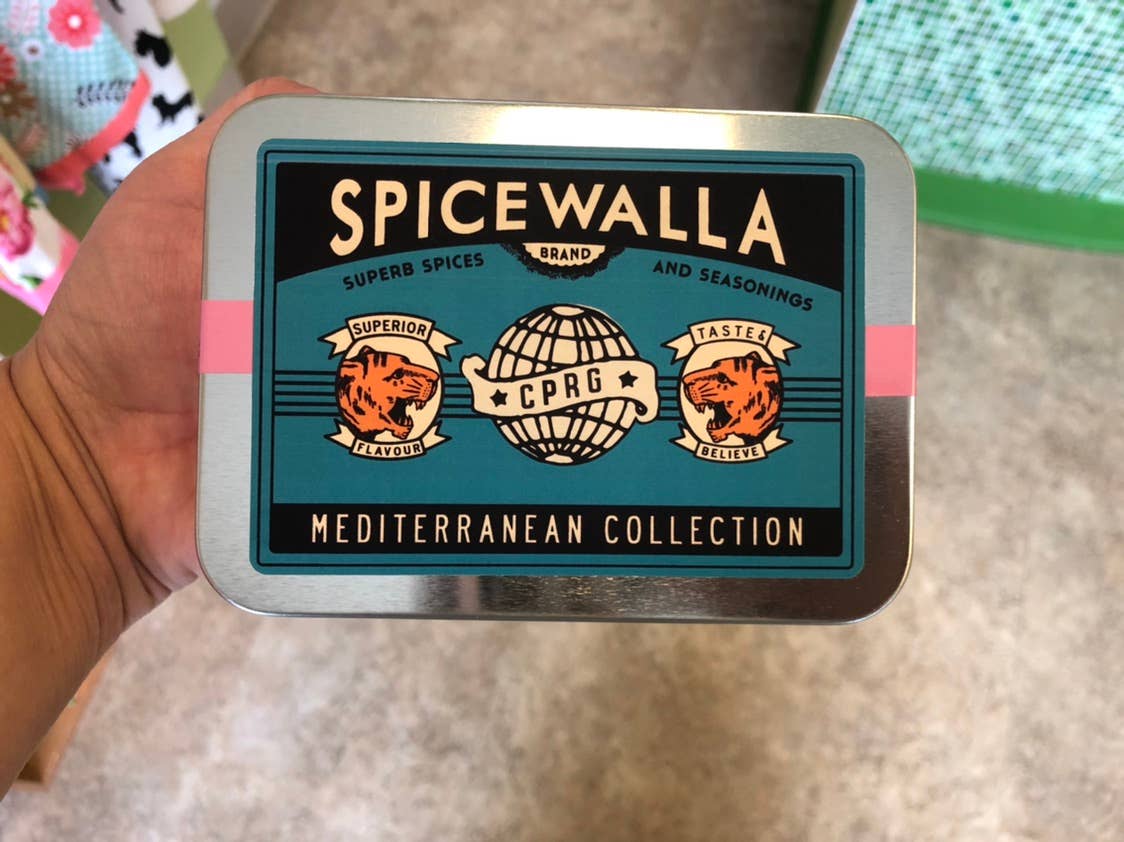 SPICEWALLA
BRAND
SUPERB SPICES
AND SEASONINGS
SUPERIOR
FLAVOUR
CPRG
TASTE &
BELIEVE
MEDITERRANEAN COLLECTION